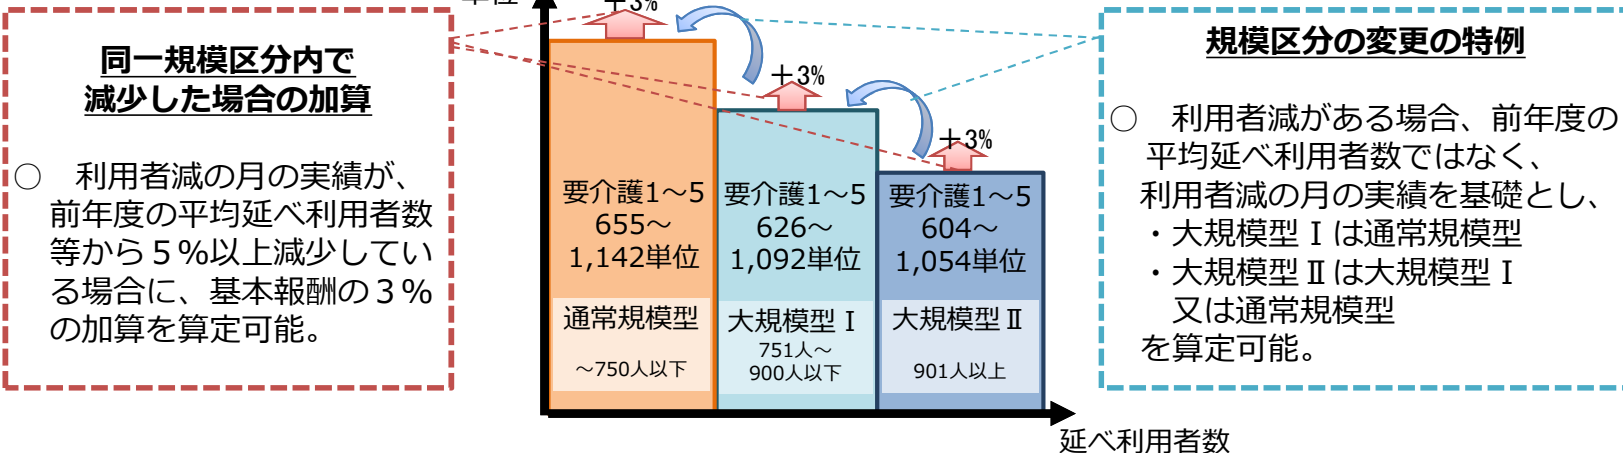 同一規模区分内で
減少した場合の加算
○ 利用者減の月の実績が、
前年度の平均延べ利用者数
等から5%以上減少してい
る場合に、基本報酬の3%
の加算を算定可能。
単位
+3%
+3%
+3%
要介護1~5
655~
1,142単位
通常規模型
~750人以下
要介護1~5
626~
1,092単位
大規模型Ⅰ
751人~
900人以下
要介護1~5
604~
1,054単位
大規模型Ⅱ
901人以上
延べ利用者数
規模区分の変更の特例
○ 利用者減がある場合、前年度の
平均延べ利用者数ではなく、
利用者減の月の実績を基礎とし、
・大規模型Ⅰは通常規模型
・大規模型Ⅱは大規模型Ⅰ
又は通常規模型
を算定可能。